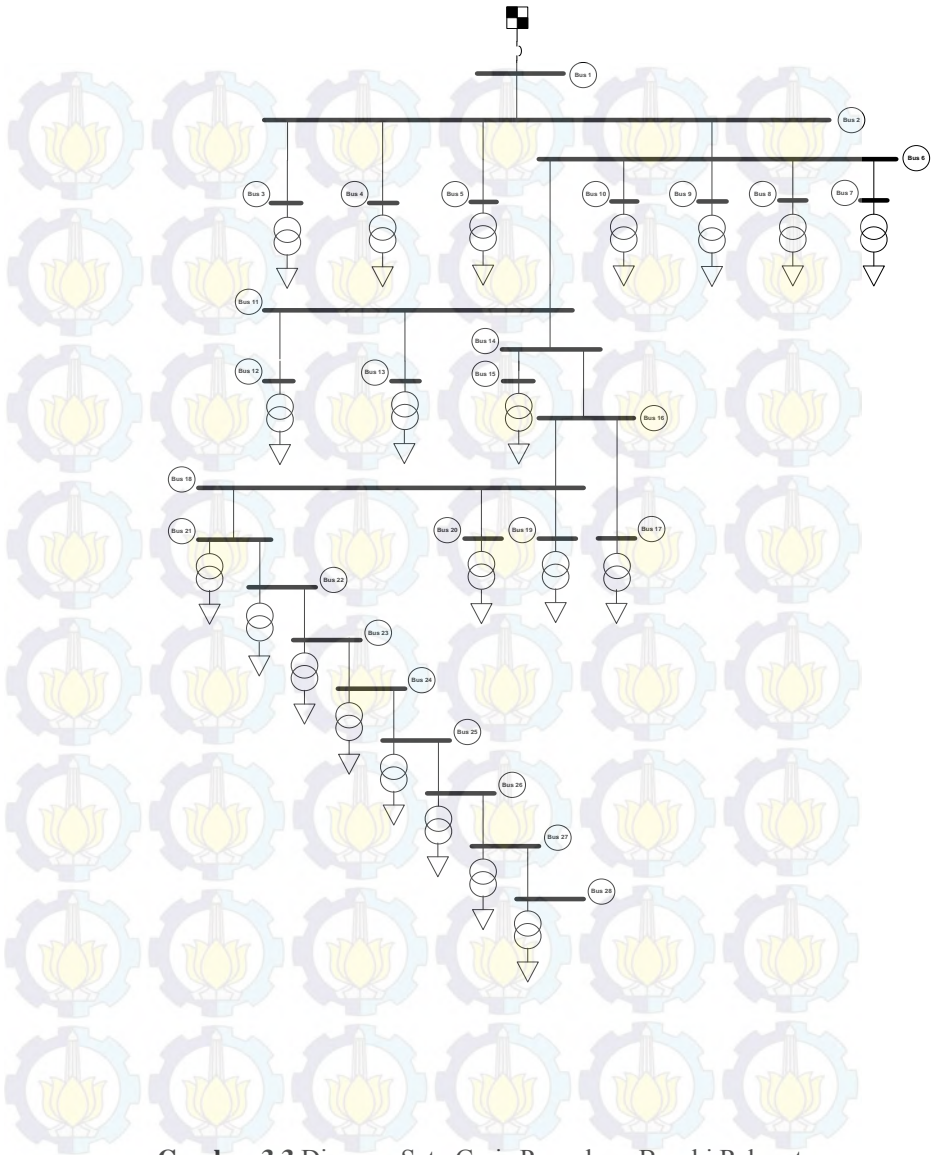 Bus 1
Bus 2
Bus 6
Bus 3
Bus 4
Bus 5
Bus 10
Bus 9
Bus 8
Bus 7
Bus 11
Bus 14
Bus 12
Bus 13
Bus 15
Bus 16
Bus 18
Bus 21
Bus 20
Bus 19
Bus 17
Bus 22
Bus 23
Bus 24
Bus 25
Bus 26
Bus 27
Bus 28
Gambar 3.3 Diagram Satu Garis Penyulang Basuki Rahmat